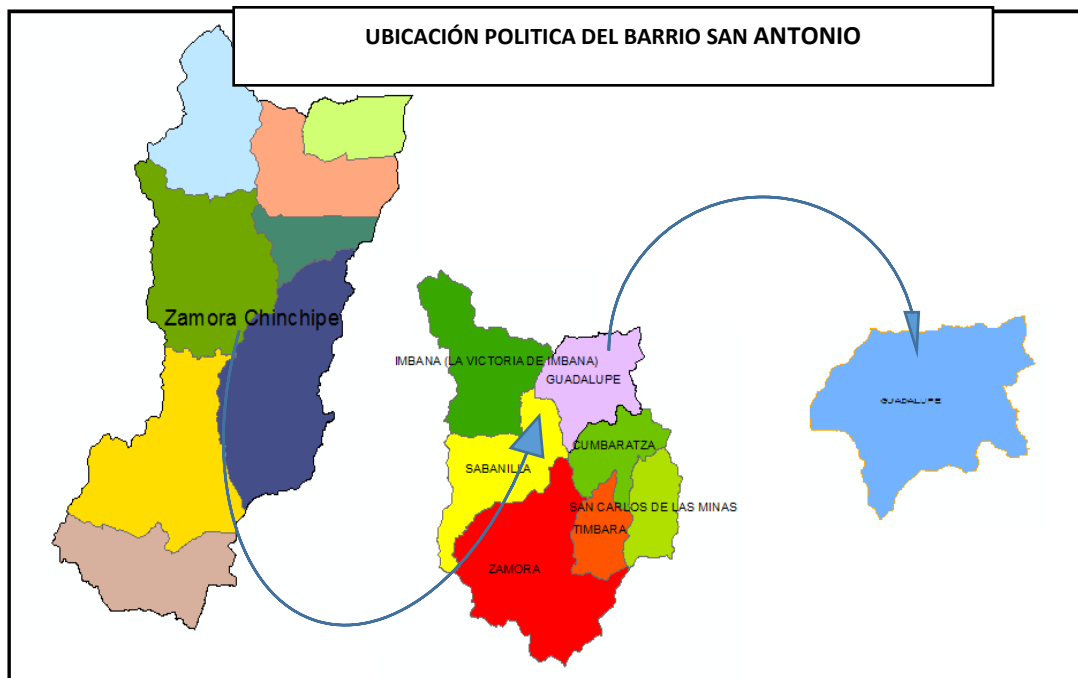 UBICACIÓN POLITICA DEL BARRIO SAN ANTONIO
Zamora Chinchipe
IMBANA (LA VICTORIA DE IMBANA)
GUADALUPE
CUMBARATZA
SABANILLA
SAN CARLOS DE LAS MINAS
TIMBARA
ZAMORA
GUADALUPE